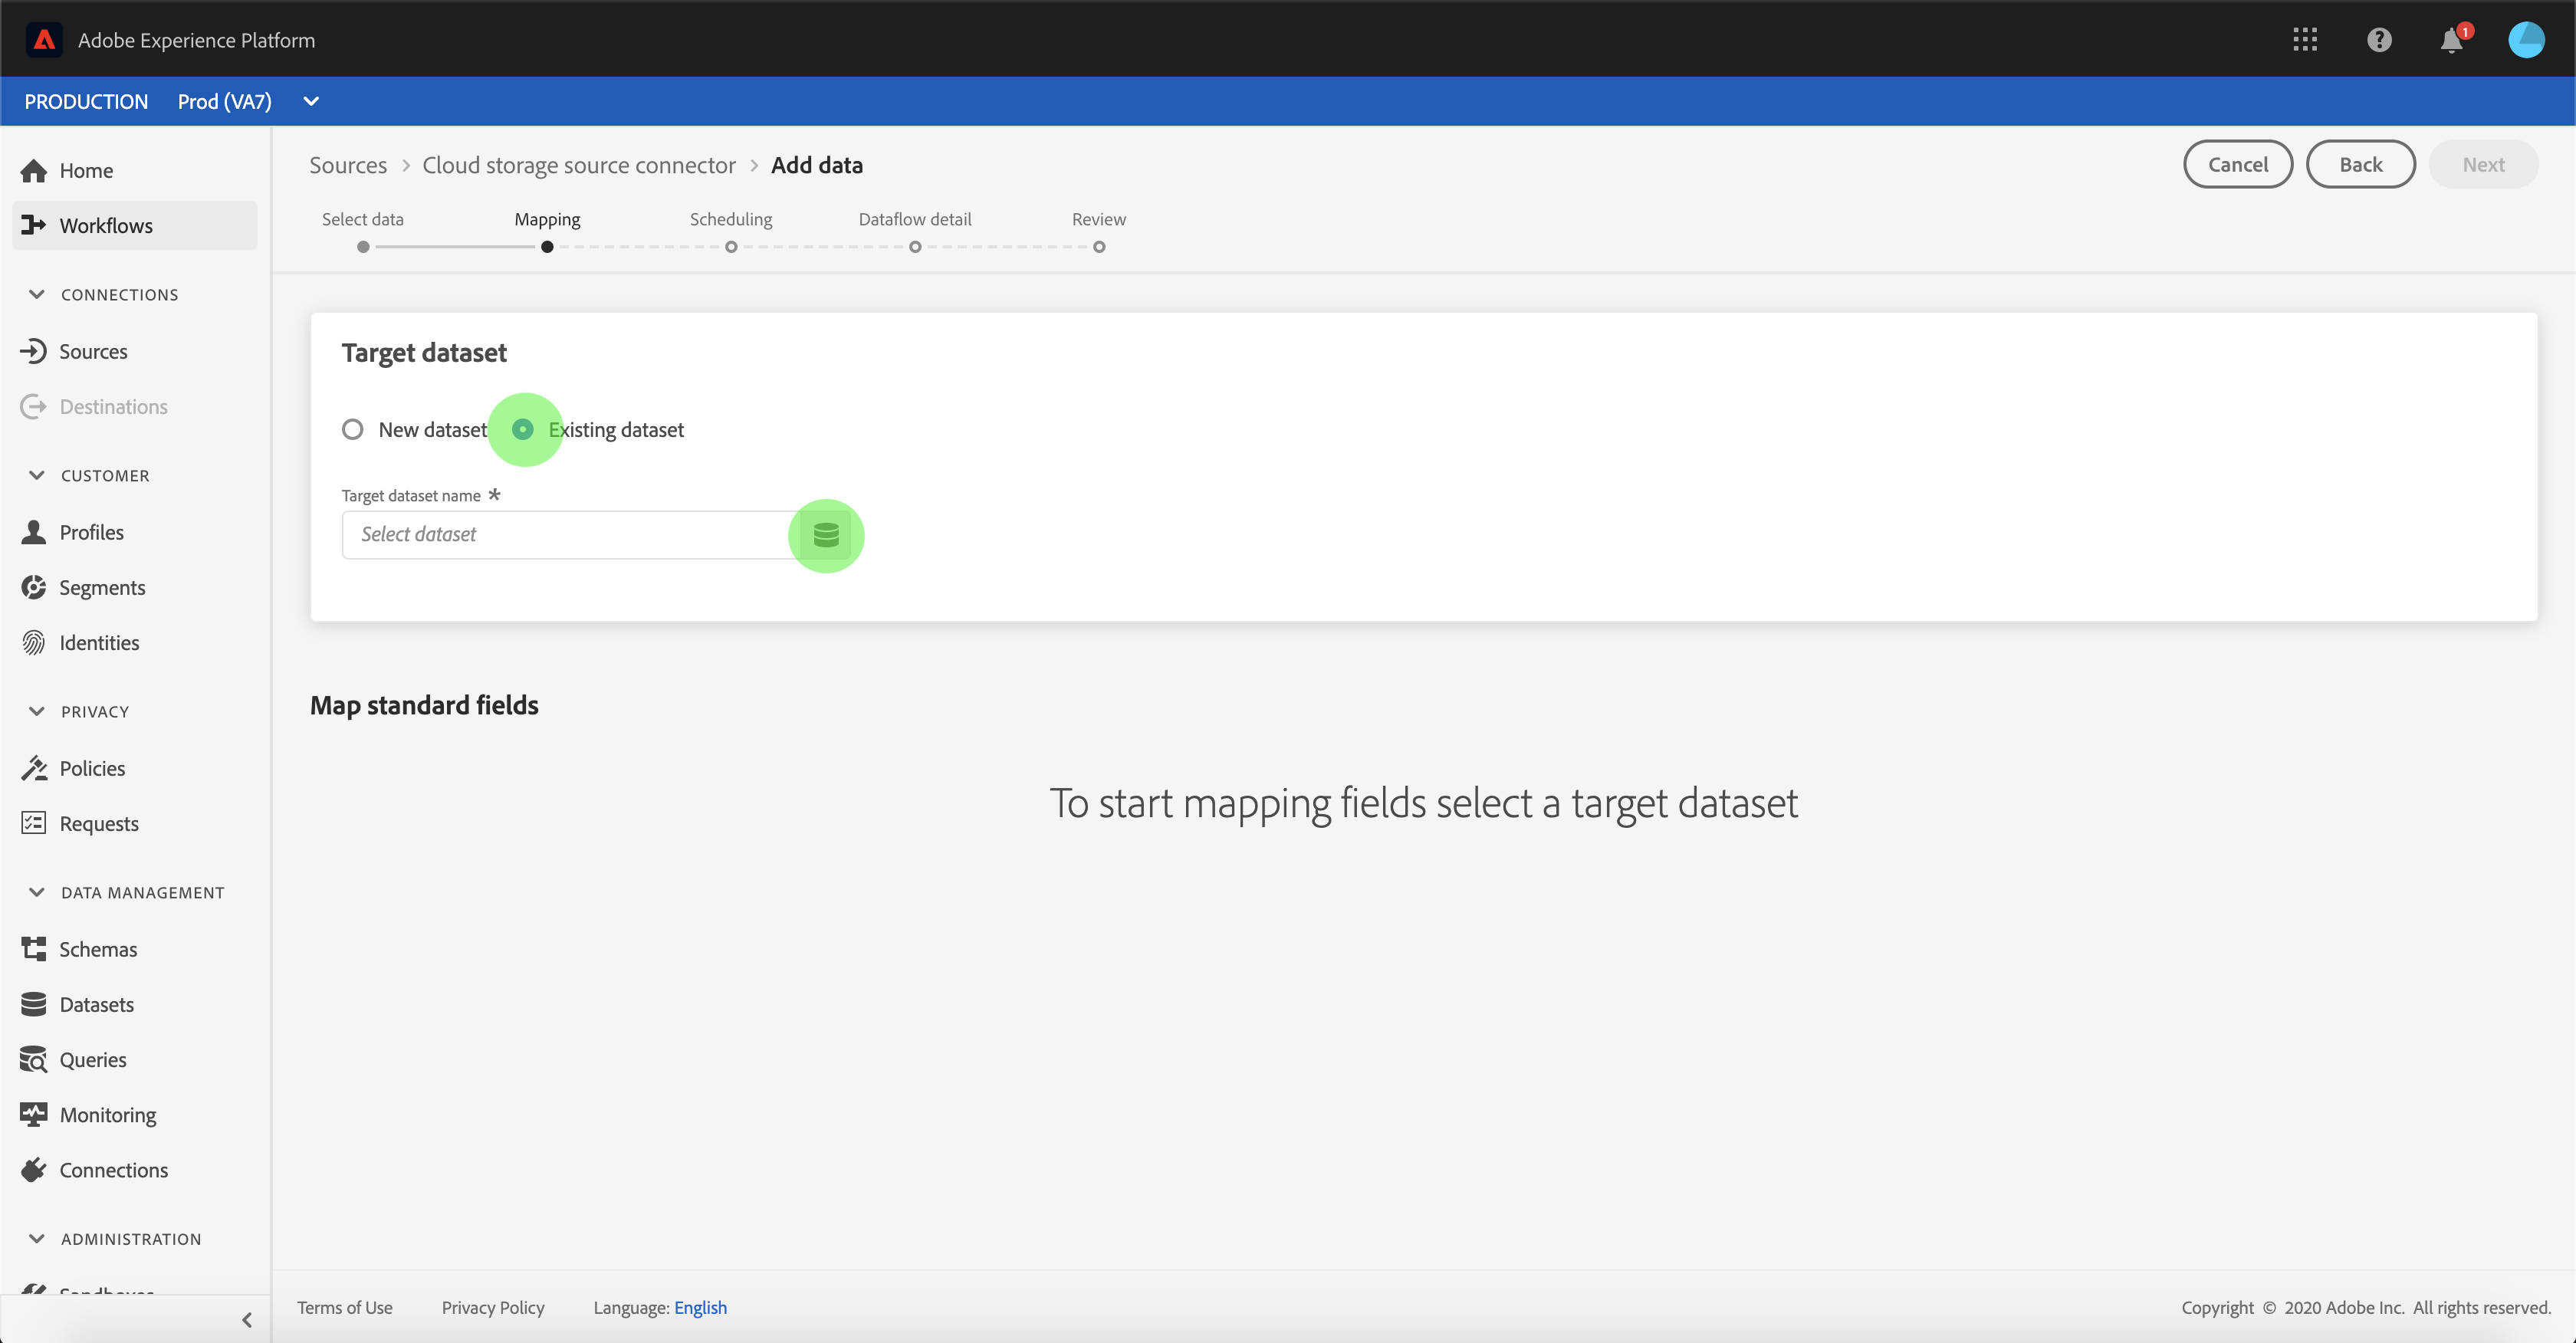 Adobe Experience Platform
1
PRODUCTION Prod (VA7)
Home
Workflows
CONNECTIONS
Sources
Destinations
CUSTOMER
Profiles
Segments
Identities
PRIVACY
Policies
Requests
DATA MANAGEMENT
Schemas
Datasets
Queries
Monitoring
Connections
ADMINISTRATION
Sources > Cloud storage source connector > Add data
Cancel Back Next
Select data Mapping Scheduling Dataflow detail Review
Target dataset
New dataset Existing dataset
Target dataset name *
Select dataset
Map standard fields
To start mapping fields select a target dataset
Terms of Use Privacy Policy Language: English
Copyright © 2020 Adobe Inc. All rights reserved.